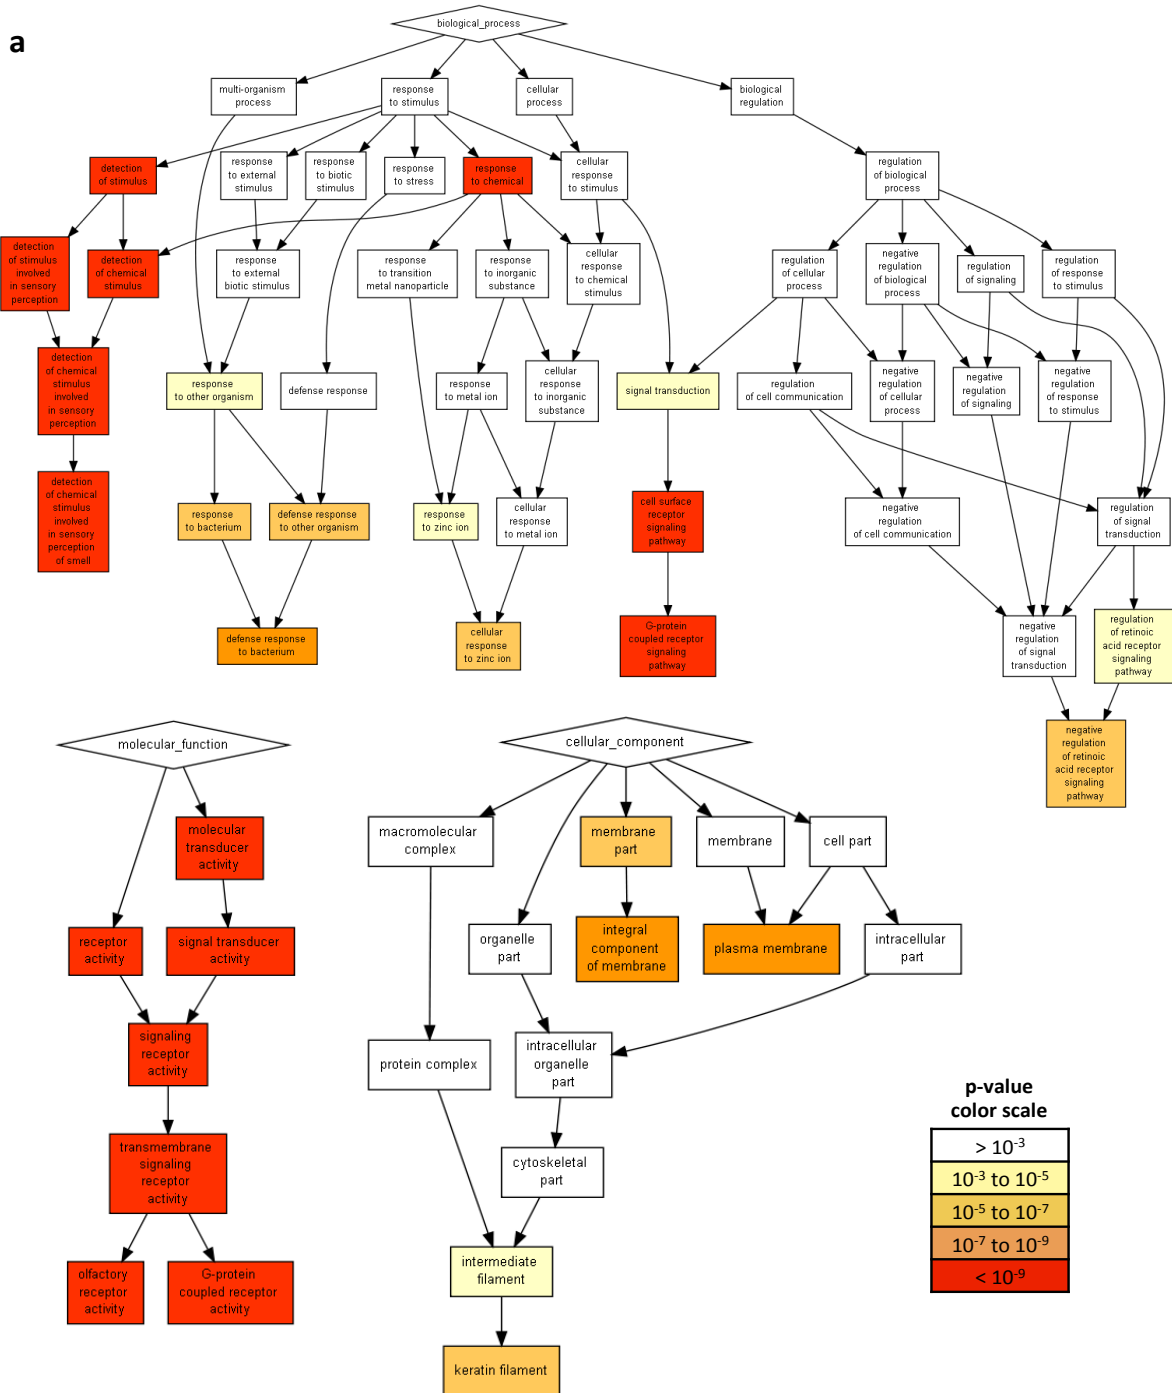 a
biological_process
multi-organism
process
response
to stimulus
cellular
process
biological
regulation
detection
of stimulus
response
to external
stimulus
response
to biotic
stimulus
response
to stress
response
to chemical
cellular
response
to stimulus
regulation
of biological
process
detection
of stimulus
involved
in sensory
perception
detection
of chemical
stimulus
response
to external
biotic stimulus
response
to transition
metal nanoparticle
response
to inorganic
substance
cellular
response
to chemical
stimulus
regulation
of cellular
process
negative
regulation
of biological
process
regulation
of signaling
regulation
of response
to stimulus
detection
of chemical
stimulus
involved
in sensory
perception
response
to other organism
defense response
response
to metal ion
cellular
response
to inorganic
substance
signal transduction
regulation
of cell communication
negative
regulation
of cellular
process
negative
regulation
of signaling
negative
regulation
of response
to stimulus
detection
of chemical
stimulus
involved
in sensory
perception
of smell
response
to bacterium
defense response
to other organism
response
to zinc ion
cellular
response
to metal ion
cell surface
receptor
signaling
pathway
negative
regulation
of cell communication
regulation
of signal
transduction
defense response
to bacterium
cellular
response
to zinc ion
G-protein
coupled receptor
signaling
pathway
negative
regulation
of signal
transduction
regulation
of retinoic
acid receptor
signaling
pathway
negative
regulation
of retinoic
acid receptor
signaling
pathway
molecular_function
molecular
transducer
activity
receptor
activity
signal transducer
activity
signaling
receptor
activity
transmembrane
signaling
receptor
activity
olfactory
receptor
activity
G-protein
coupled receptor
activity
cellular_component
macromolecular
complex
membrane
part
membrane
cell part
organelle
part
integral
component
of membrane
plasma membrane
intracellular
part
protein complex
intracellular
organelle
part
cytoskeletal
part
intermediate
filament
keratin filament
p-value
color scale
> 10⁻³
10⁻³ to 10⁻⁵
10⁻⁵ to 10⁻⁷
10⁻⁷ to 10⁻⁹
< 10⁻⁹